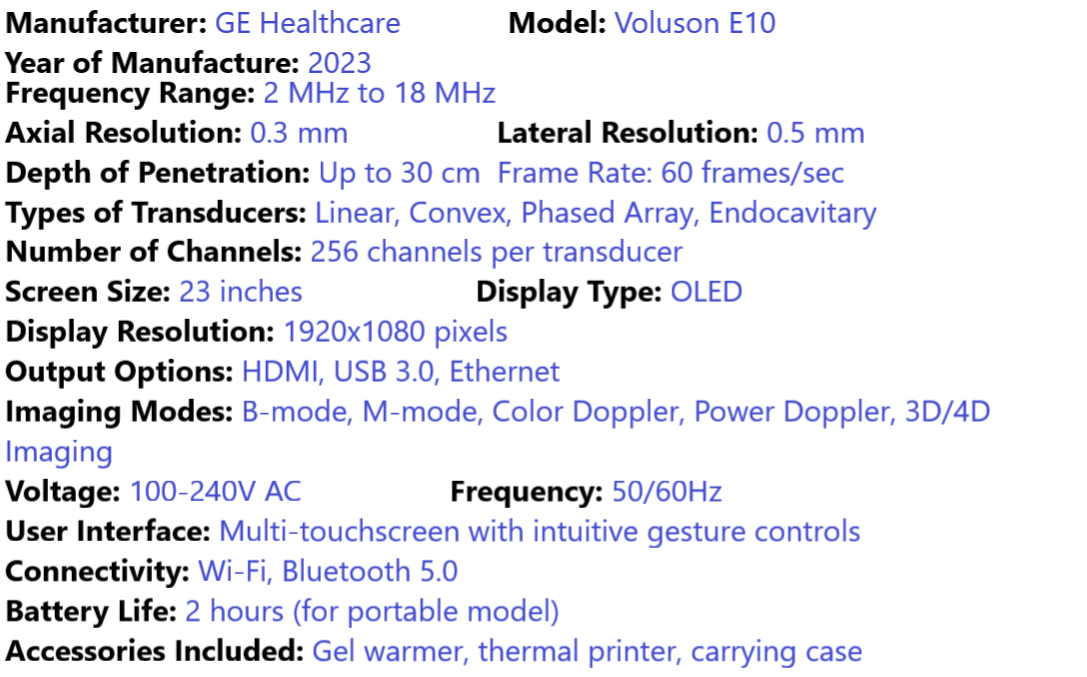 Manufacturer: GE Healthcare Model: Voluson E10
Year of Manufacture: 2023
Frequency Range: 2 MHz to 18 MHz
Axial Resolution: 0.3 mm Lateral Resolution: 0.5 mm
Depth of Penetration: Up to 30 cm Frame Rate: 60 frames/sec
Types of Transducers: Linear, Convex, Phased Array, Endocavitary
Number of Channels: 256 channels per transducer
Screen Size: 23 inches Display Type: OLED
Display Resolution: 1920x1080 pixels
Output Options: HDMI, USB 3.0, Ethernet
Imaging Modes: B-mode, M-mode, Color Doppler, Power Doppler, 3D/4D
Imaging
Voltage: 100-240V AC Frequency: 50/60Hz
User Interface: Multi-touchscreen with intuitive gesture controls
Connectivity: Wi-Fi, Bluetooth 5.0
Battery Life: 2 hours (for portable model)
Accessories Included: Gel warmer, thermal printer, carrying case